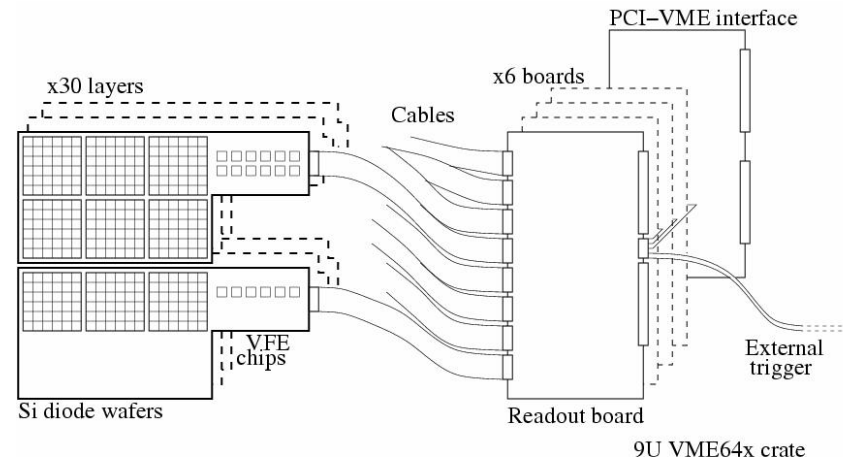 PCI–VME interface
x30 layers
x6 boards
Cables
VFE
chips
External
trigger
Si diode wafers
Readout board
9U VME64x crate